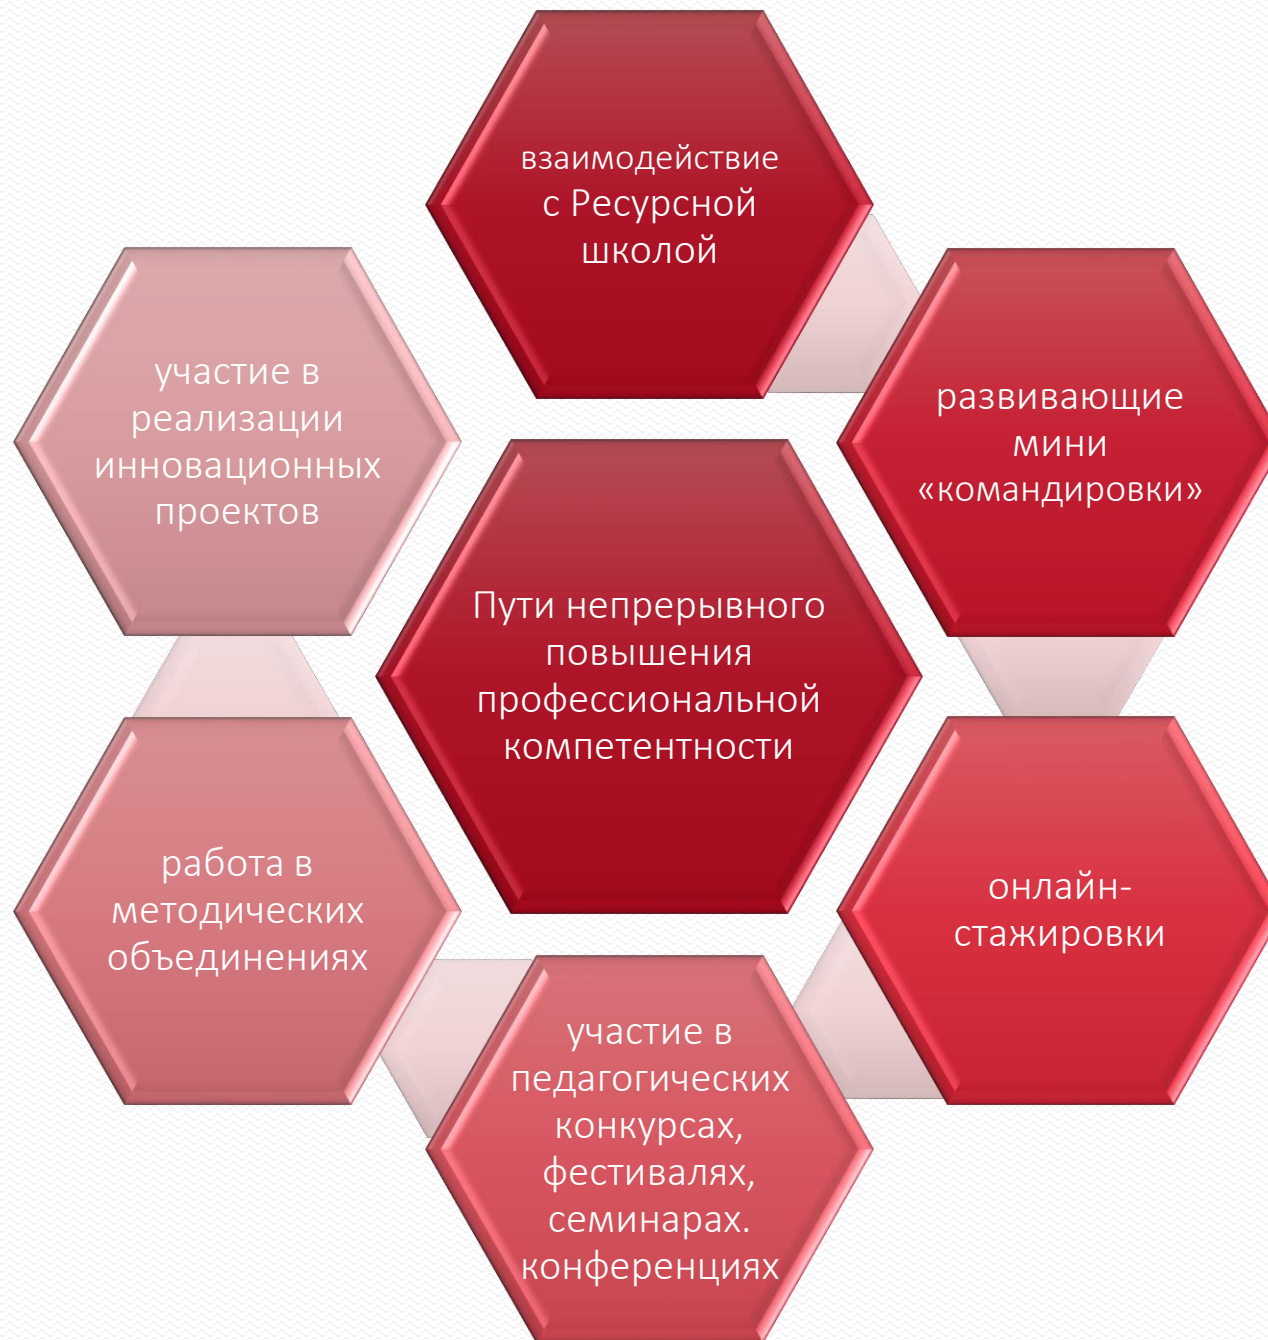 взаимодействие
с Ресурсной
школой
развивающие
мини
«командировки»
онлайн-
стажировки
участие в
педагогических
конкурсах,
фестивалях,
семинарах.
конференциях
работа в
методических
объединениях
участие в
реализации
инновационных
проектов
Пути непрерывного
повышения
профессиональной
компетентности